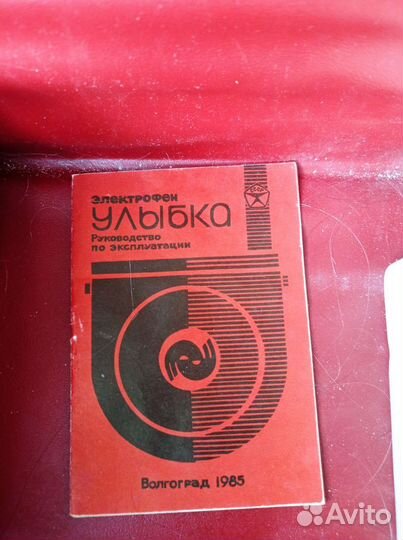 Электрофен
Улыбка
Руководство
по эксплуатации
Волгоград 1985
Avito